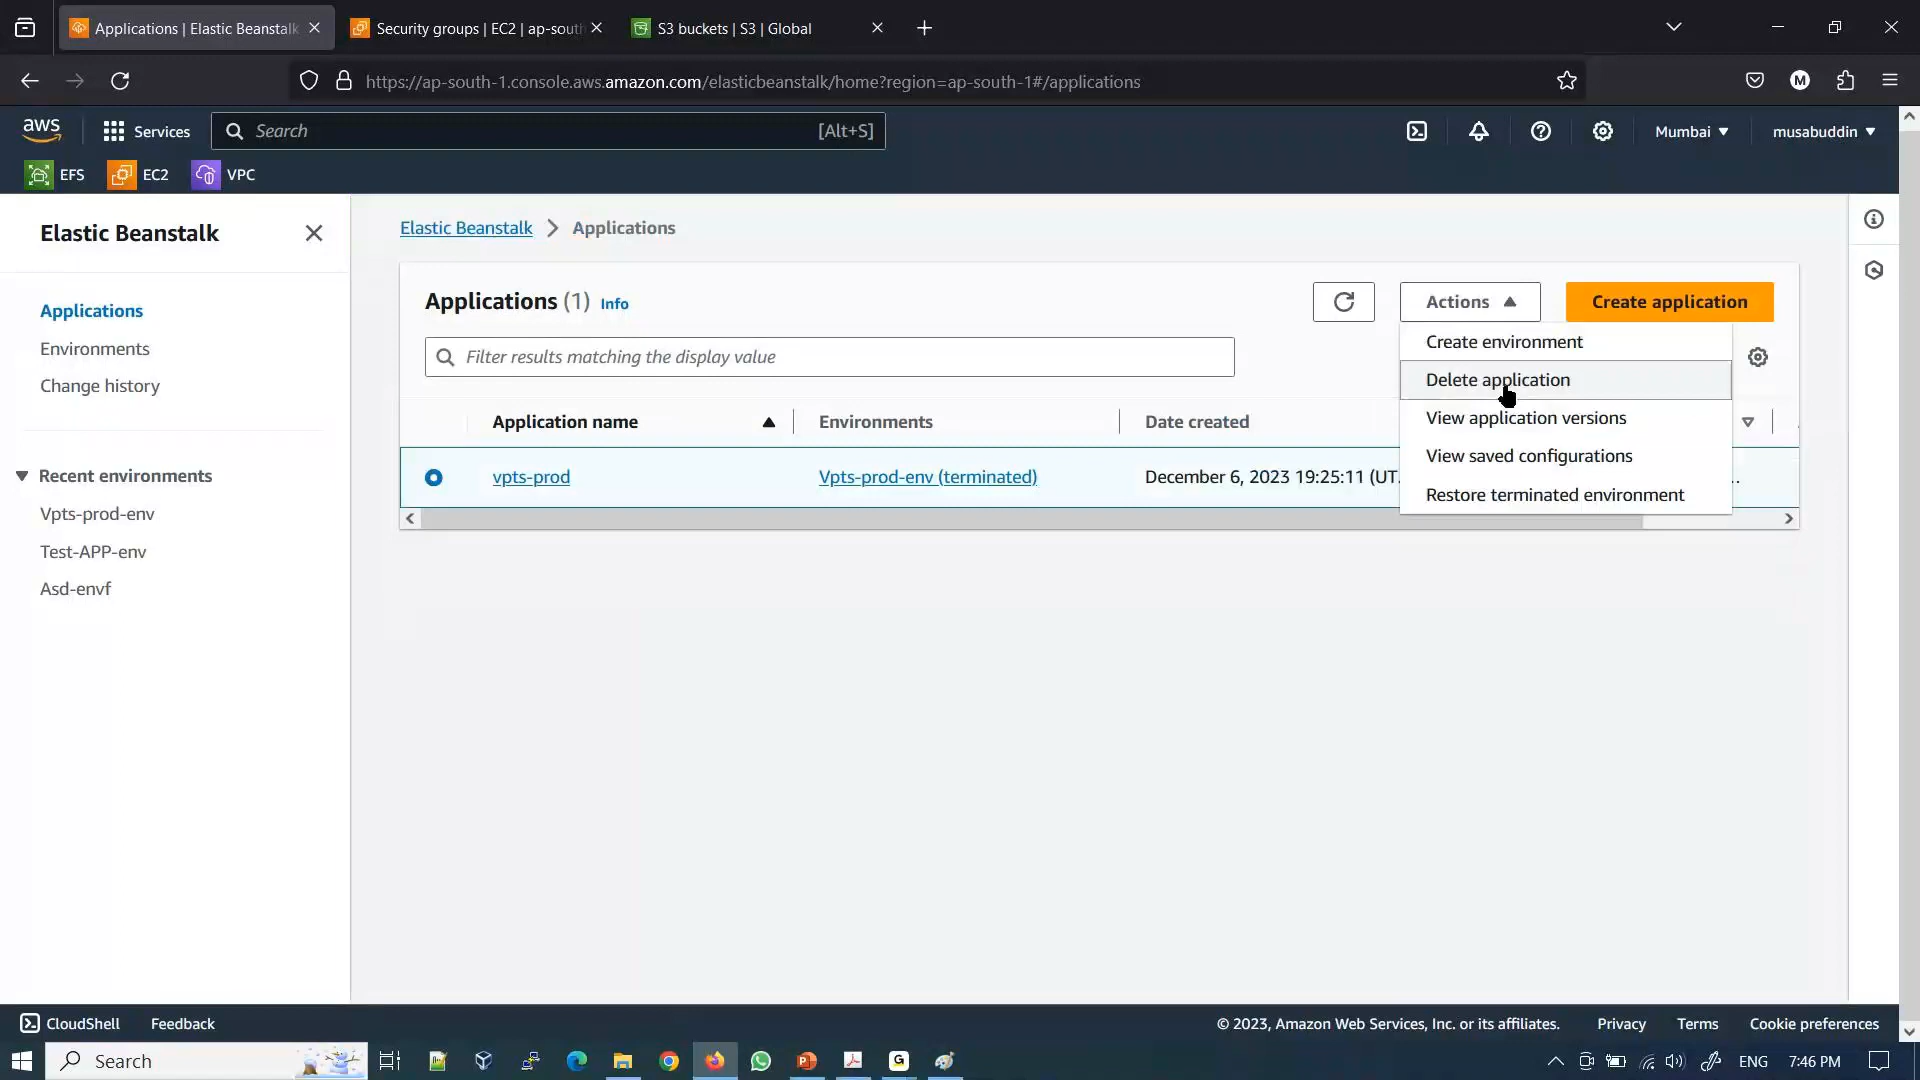 Applications | Elastic Beanstalk
Security groups | EC2 | ap-south
S3 buckets | S3 | Global
https://ap-south-1.console.aws.amazon.com/elasticbeanstalk/home?region=ap-south-1#/applications
M
aws
Services
Search
[Alt+S]
Mumbai
musabuddin
EFS
EC2
VPC
Elastic Beanstalk
Applications
Environments
Change history
Recent environments
Vpts-prod-env
Test-APP-env
Asd-envf
Elastic Beanstalk
Applications
Applications (1) Info
Actions
Create application
Filter results matching the display value
Create environment
Delete application
View application versions
View saved configurations
Restore terminated environment
Application name
Environments
Date created
vpts-prod
Vpts-prod-env (terminated)
December 6, 2023 19:25:11 (UT
CloudShell
Feedback
© 2023, Amazon Web Services, Inc. or its affiliates.
Privacy
Terms
Cookie preferences
Search
G
ENG
7:46 PM